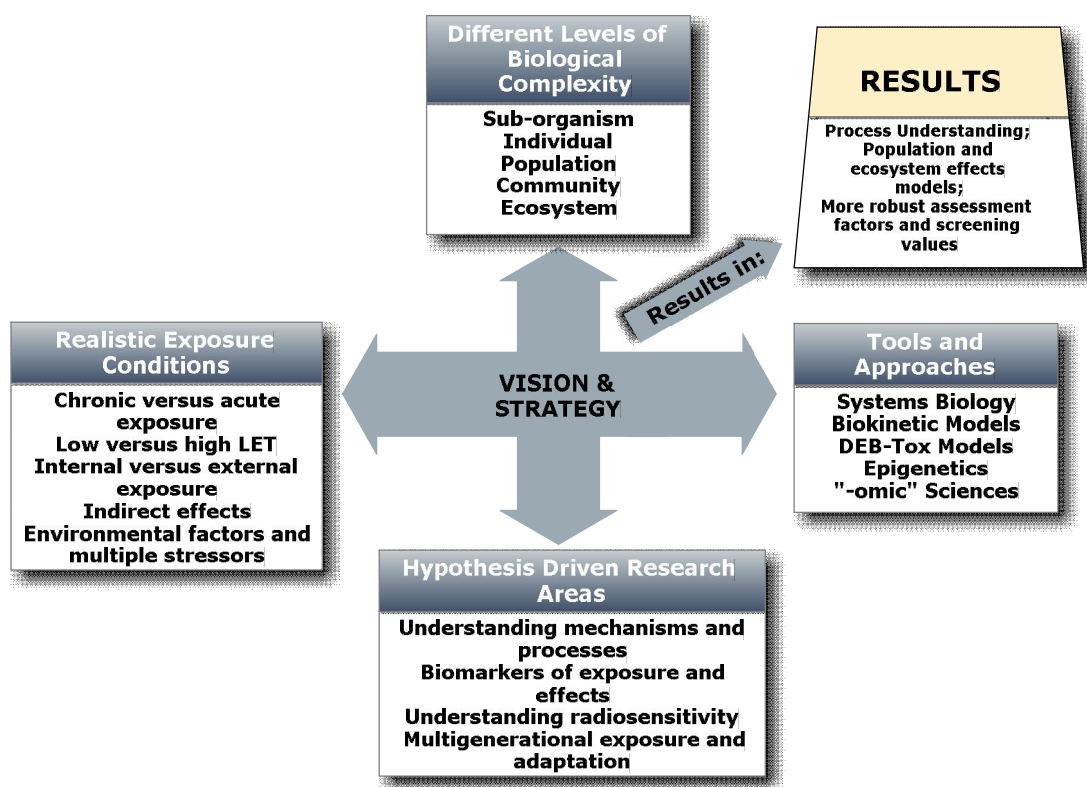 Different Levels of
Biological
Complexity
Sub-organism
Individual
Population
Community
Ecosystem
RESULTS
Process Understanding;
Population and
ecosystem effects
models;
More robust assessment
factors and screening
values
Results in:
Realistic Exposure
Conditions
Chronic versus acute
exposure
Low versus high LET
Internal versus external
exposure
Indirect effects
Environmental factors and
multiple stressors
VISION &
STRATEGY
Tools and
Approaches
Systems Biology
Biokinetic Models
DEB-Tox Models
Epigenetics
"-omic" Sciences
Hypothesis Driven Research
Areas
Understanding mechanisms and
processes
Biomarkers of exposure and
effects
Understanding radiosensitivity
Multigenerational exposure and
adaptation